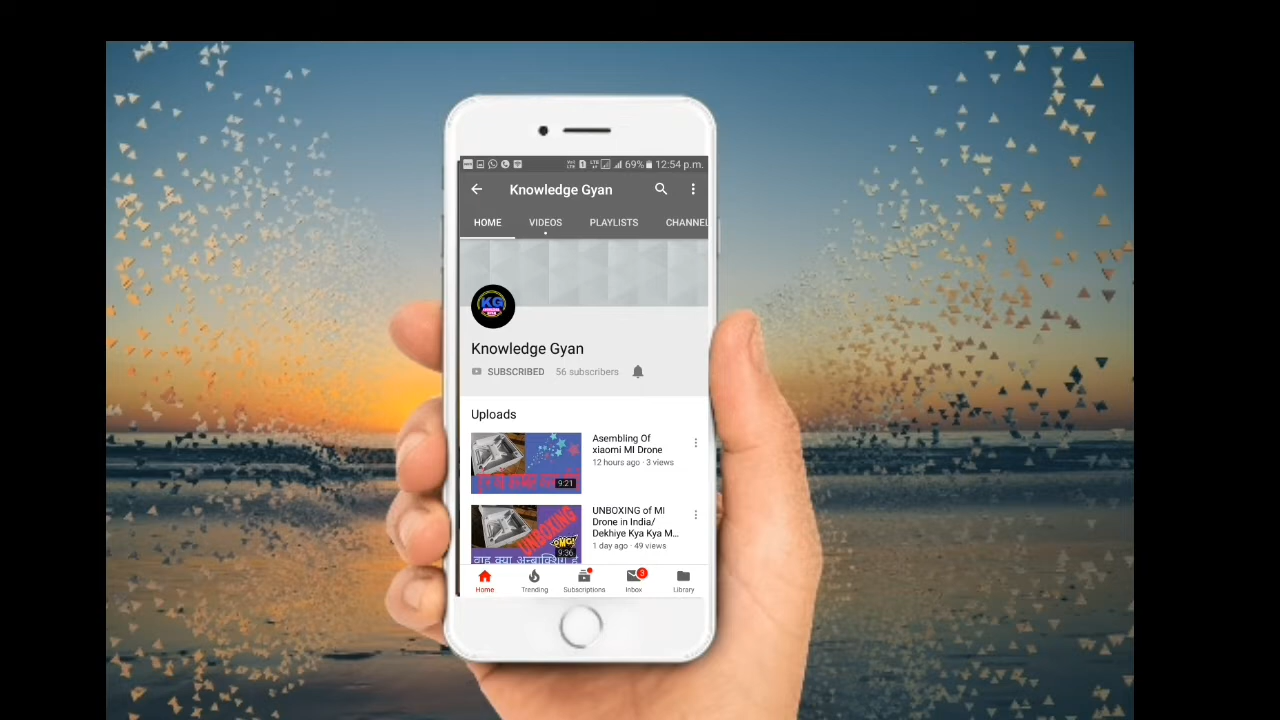 69% 12:54 p.m.
Knowledge Gyan
HOME VIDEOS PLAYLISTS CHANNEL
KG
Knowledge Gyan
SUBSCRIBED 56 subscribers
Uploads
Asembling Of
xiaomi MI Drone
12 hours ago · 3 views
9:21
UNBOXING of MI
Drone in India/
Dekhiye Kya Kya M...
1 day ago · 49 views
UNBOXING
OMG!
9:36
Home Trending Subscriptions Inbox 3 Library